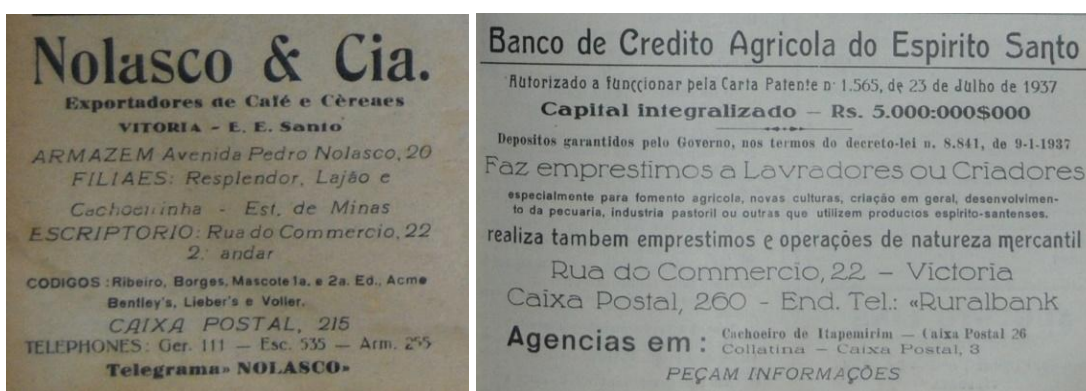 Nolasco & Cia.
Exportadores de Café e Cèreaes
VITORIA - E. E. Santo
ARMAZEM Avenida Pedro Nolasco, 20
FILIAES: Resplendor, Lajão e
Cachoeirinha - Est. de Minas
ESCRIPTORIO: Rua do Commercio, 22
2.º andar
CODIGOS : Ribeiro, Borges, Mascote 1a. e 2a. Ed., Acme
Bentley's, Lieber's e Voller.
CAIXA POSTAL, 215
TELEPHONES: Ger. 111 — Esc. 535 — Arm. 255
Telegrama» NOLASCO»
Banco de Credito Agricola do Espirito Santo
Autorizado a funccionar pela Carta Patente nº 1.565, de 23 de Julho de 1937
Capital integralizado — Rs. 5.000:000$000
Depositos garantidos pelo Governo, nos termos do decreto-lei n. 8.841, de 9-1-1937
Faz emprestimos a Lavradores ou Criadores
especialmente para fomento agricola, novas culturas, criação em geral, desenvolvimen-
to da pecuaria, industria pastoril ou outras que utilizem productos espirito-santenses.
realiza tambem emprestimos e operações de natureza mercantil
Rua do Commercio, 22 – Victoria
Caixa Postal, 260 - End. Tel.: «Ruralbank
Agencias em :
Cachoeiro de Itapemirim — Caixa Postal 26
Collatina — Caixa Postal, 3
PEÇAM INFORMAÇÕES